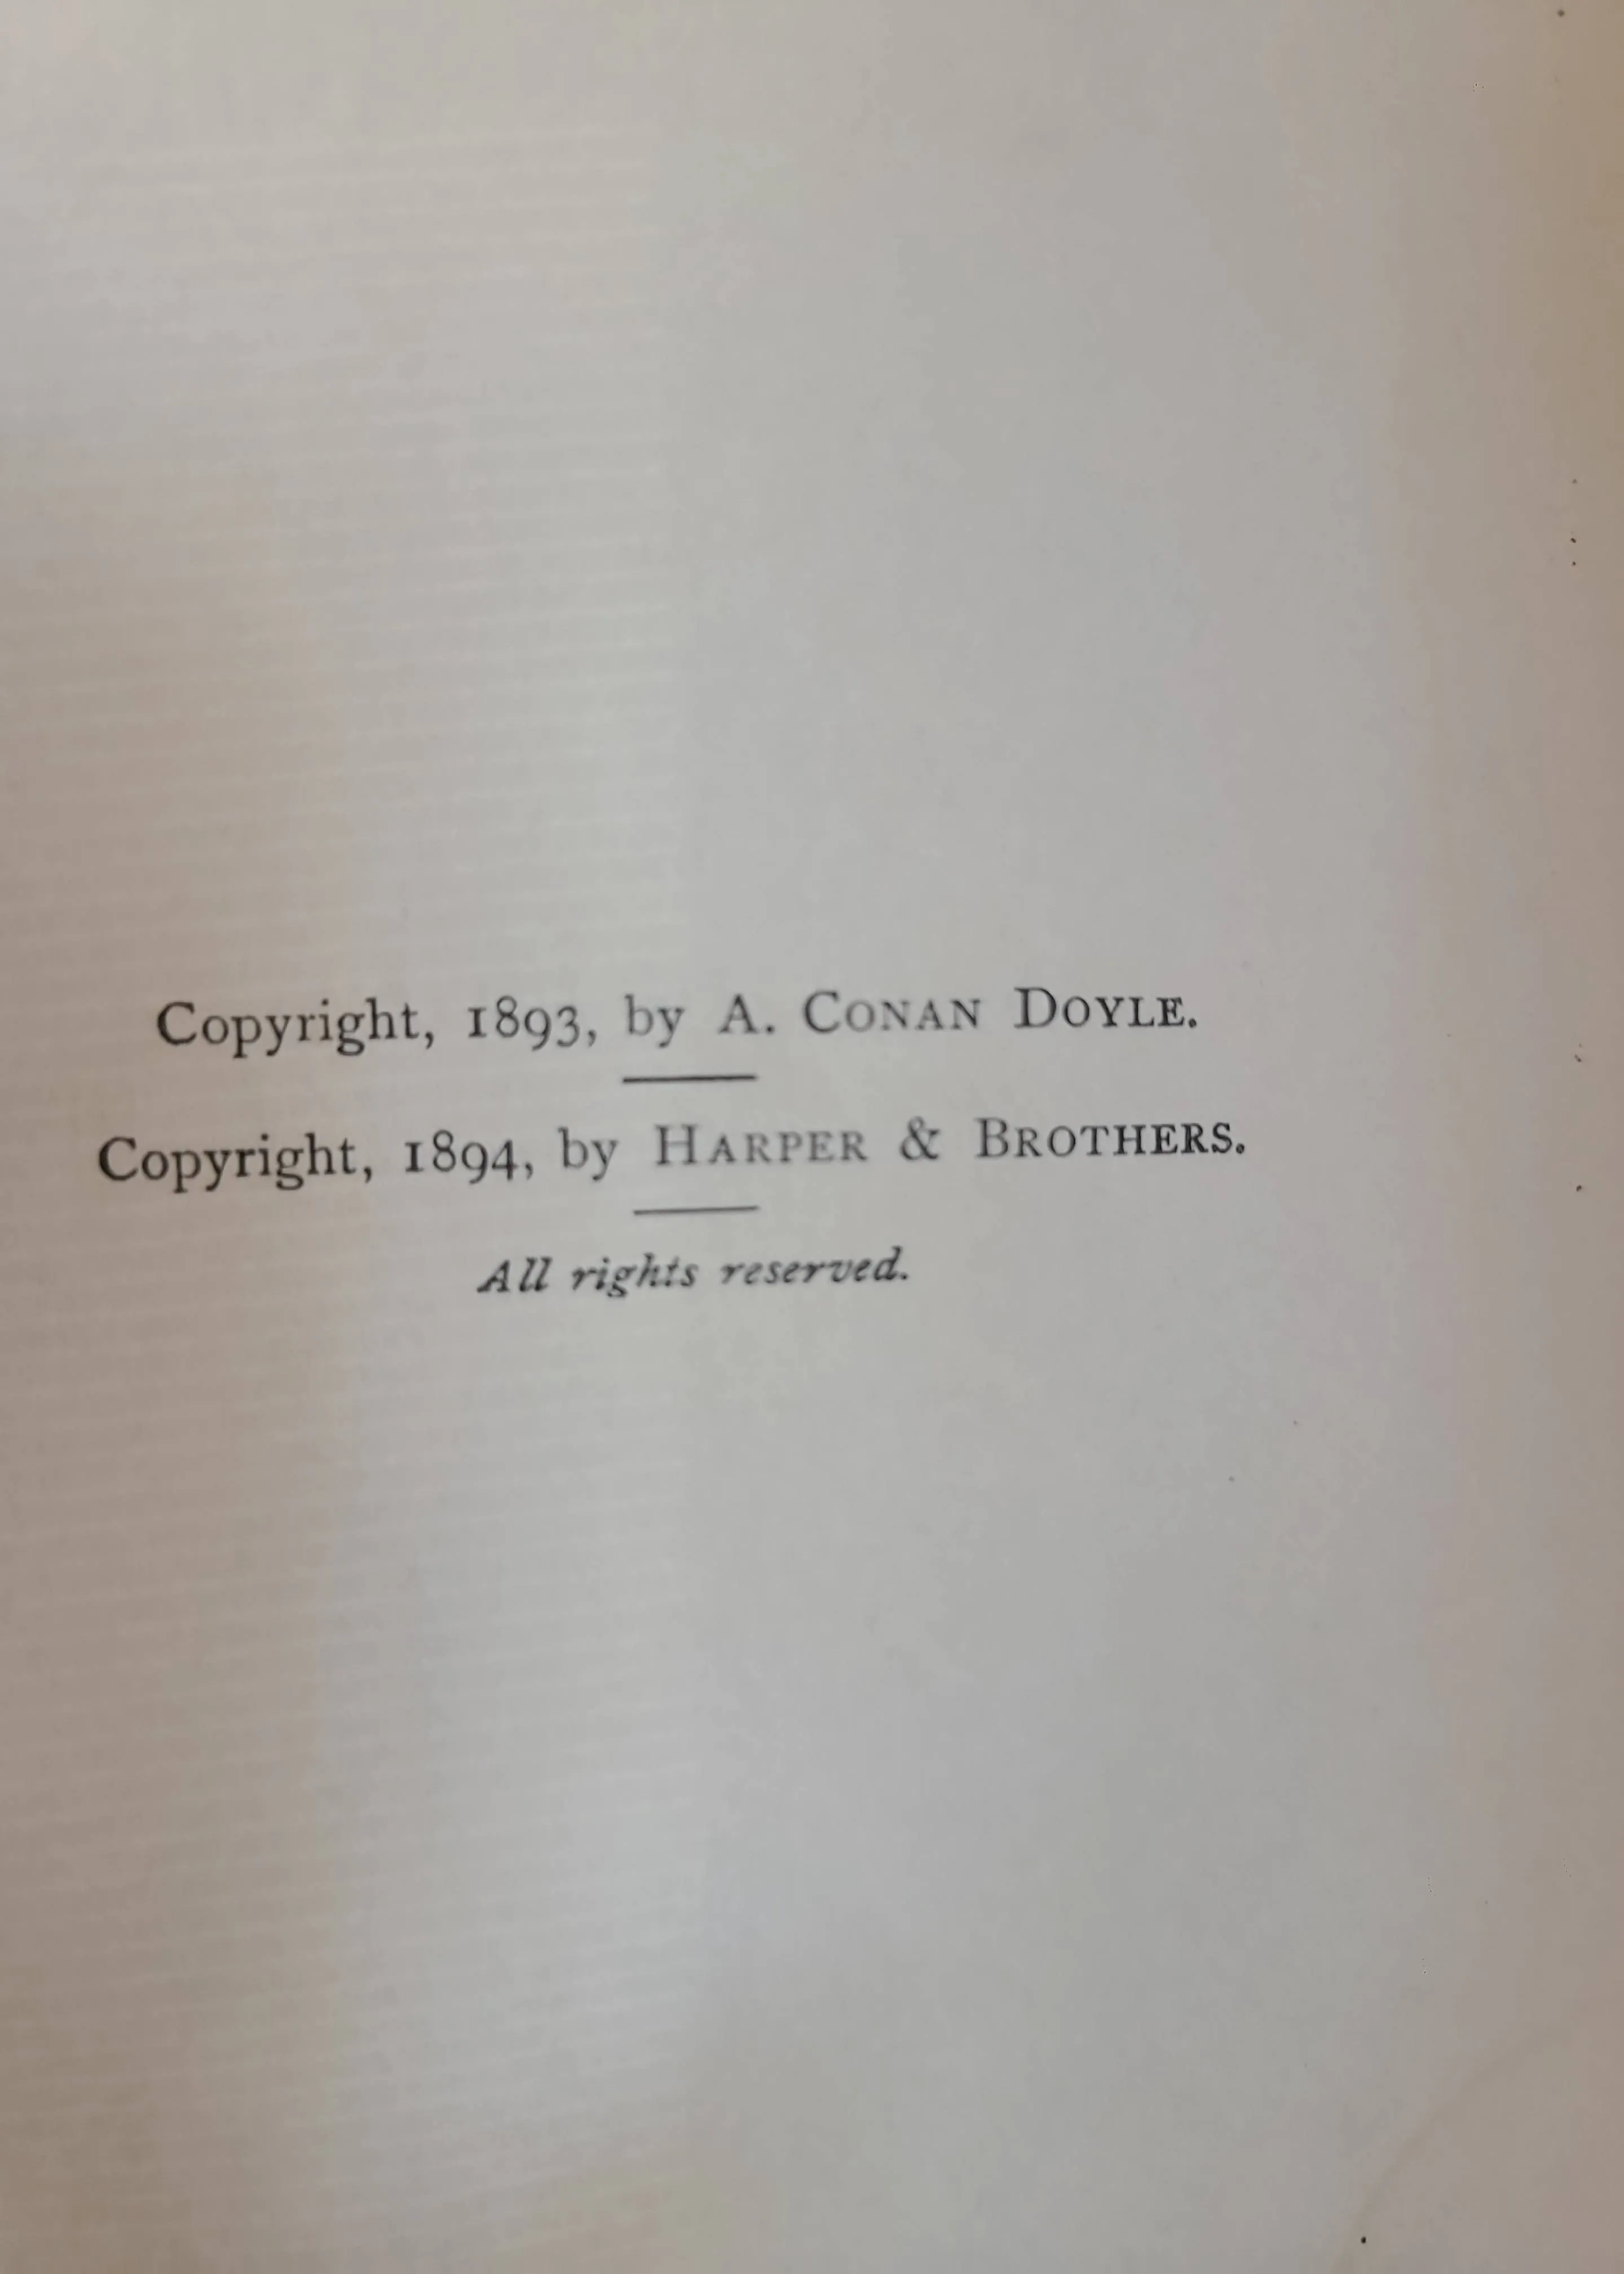 Copyright, 1893, by A. CONAN DOYLE.
Copyright, 1894, by HARPER & BROTHERS.
All rights reserved.